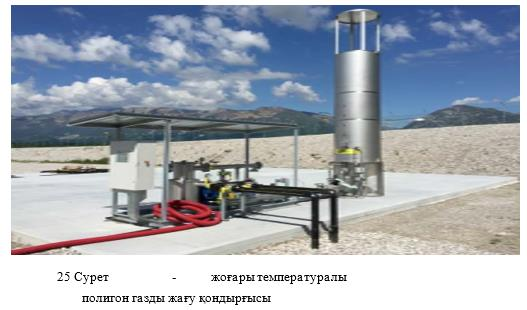 25 Сурет - жоғары температуралы
полигон газды жағу қондырғысы